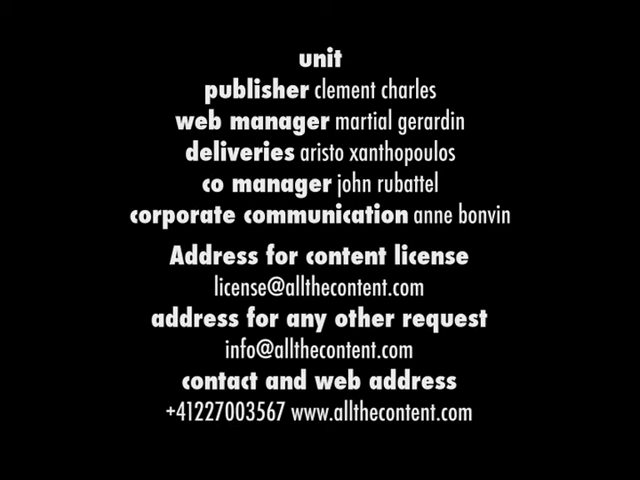 unit
publisher clement charles
web manager martial gerardin
deliveries aristo xanthopoulos
co manager john rubattel
corporate communication anne bonvin
Address for content license
license@allthecontent.com
address for any other request
info@allthecontent.com
contact and web address
+41227003567 www.allthecontent.com